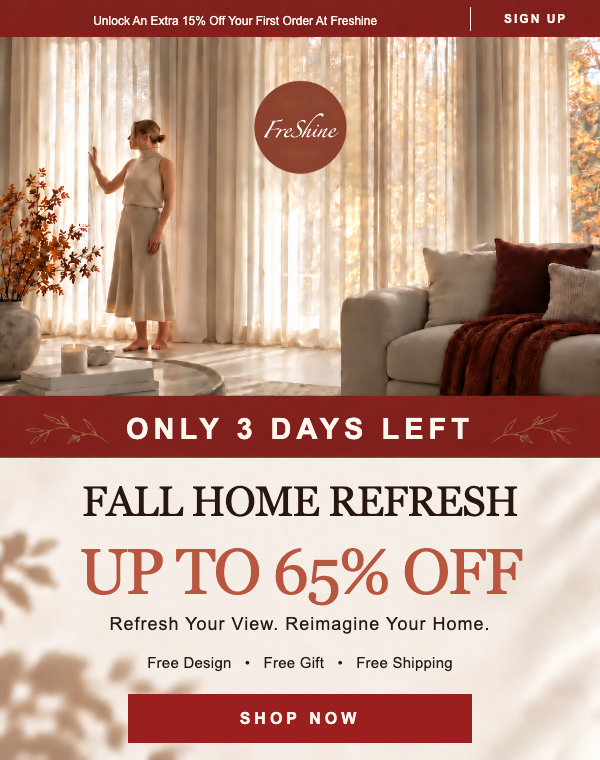 Unlock An Extra 15% Off Your First Order At Freshine
SIGN UP
FreShine
ONLY 3 DAYS LEFT
FALL HOME REFRESH
UP TO 65% OFF
Refresh Your View. Reimagine Your Home.
Free Design • Free Gift • Free Shipping
SHOP NOW